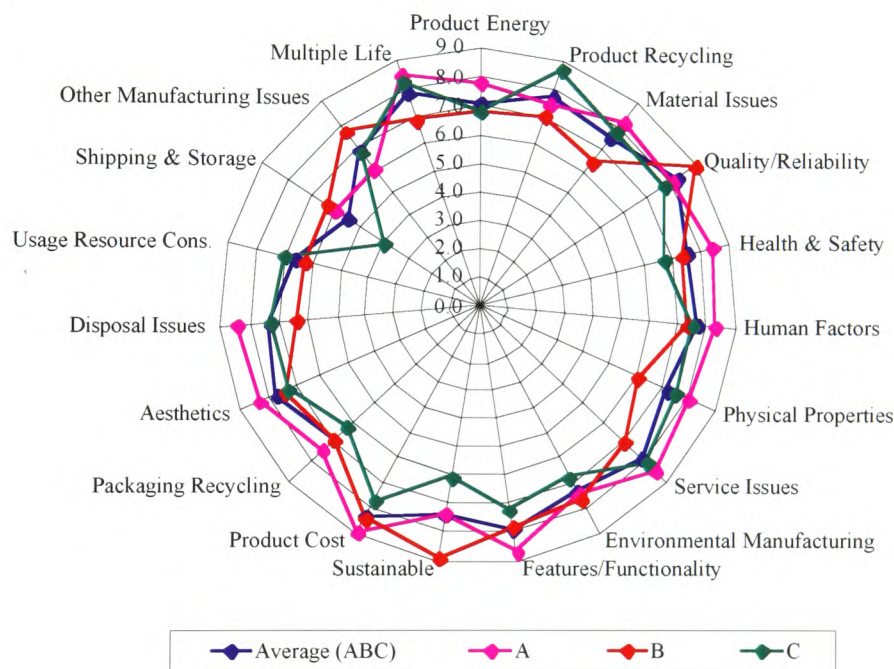 Product Energy
9 0
Product Recycling
Multiple Life
8 0
Other Manufacturing Issues
7 0
Material Issues
6 0
Shipping & Storage
5 0
Quality/Reliability
4 0
3 0
Usage Resource Cons.
2 0
Health & Safety
1 0
0 0
Disposal Issues
Human Factors
Aesthetics
Physical Properties
Packaging Recycling
Service Issues
Product Cost
Environmental Manufacturing
Sustainable
Features/Functionality
Average (ABC) A B C